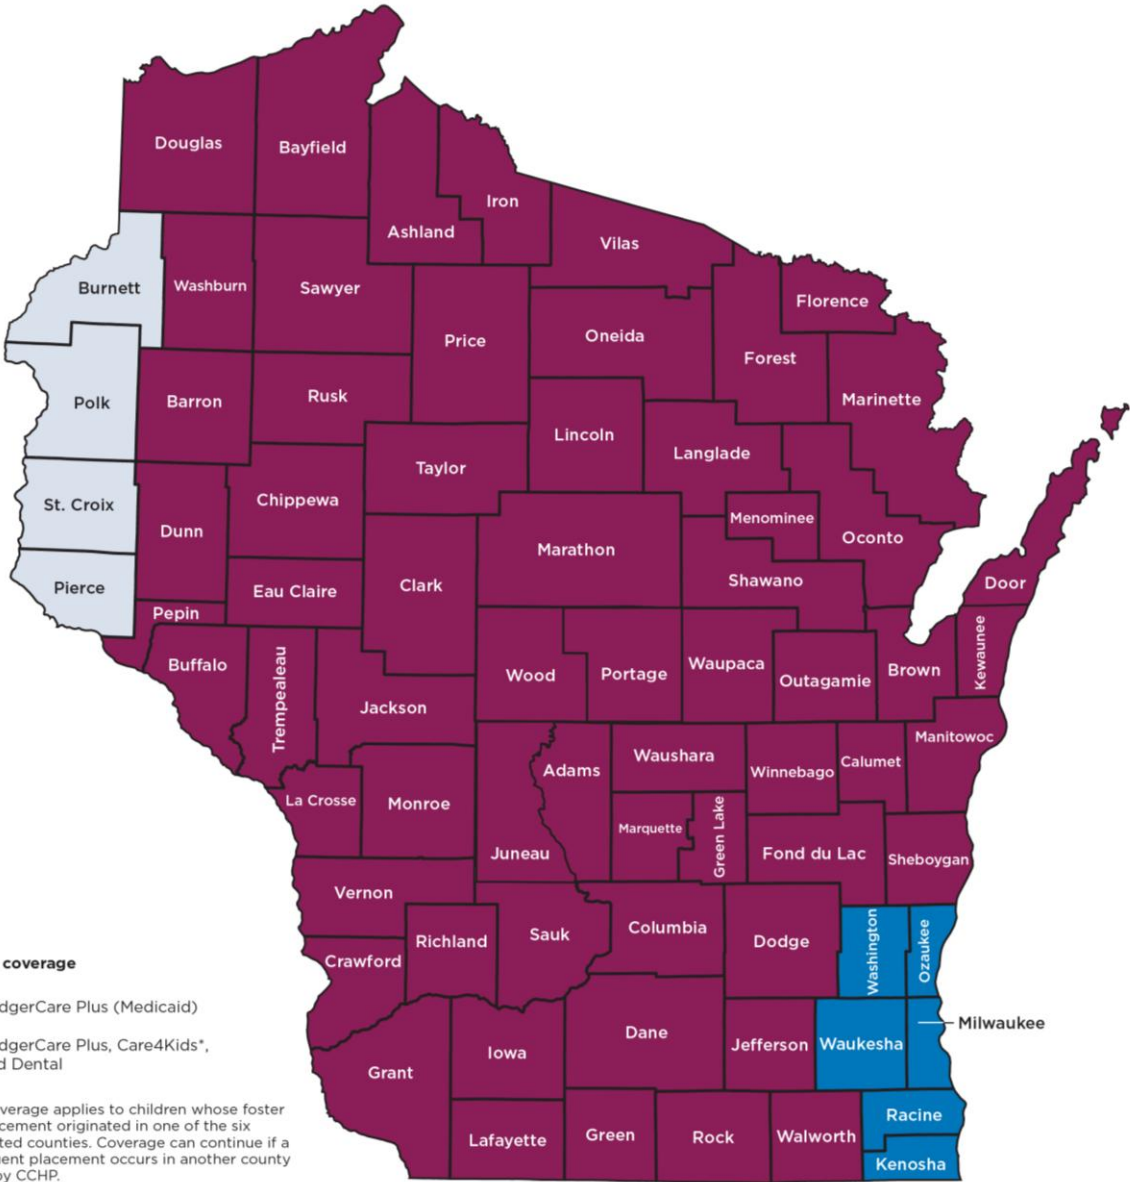 Douglas
Bayfield
Iron
Ashland
Vilas
Burnett
Washburn
Sawyer
Florence
Price
Oneida
Forest
Polk
Barron
Rusk
Marinette
Lincoln
Langlade
Taylor
Chippewa
St. Croix
Dunn
Menominee
Oconto
Marathon
Shawano
Pierce
Eau Claire
Clark
Door
Pepin
Buffalo
Trempealeau
Wood
Portage
Waupaca
Outagamie
Brown
Kewaunee
Jackson
Manitowoc
Adams
Waushara
Winnebago
Calumet
La Crosse
Monroe
Marquette
Green Lake
Juneau
Fond du Lac
Sheboygan
Vernon
Richland
Sauk
Columbia
Dodge
Washington
Ozaukee
Crawford
Milwaukee
Dane
Jefferson
Waukesha
Iowa
Grant
Racine
Lafayette
Green
Rock
Walworth
Kenosha
coverage
dgerCare Plus (Medicaid)
dgerCare Plus, Care4Kids*,
d Dental
verage applies to children whose foster
cement originated in one of the six
ted counties. Coverage can continue if a
ent placement occurs in another county
by CCHP.